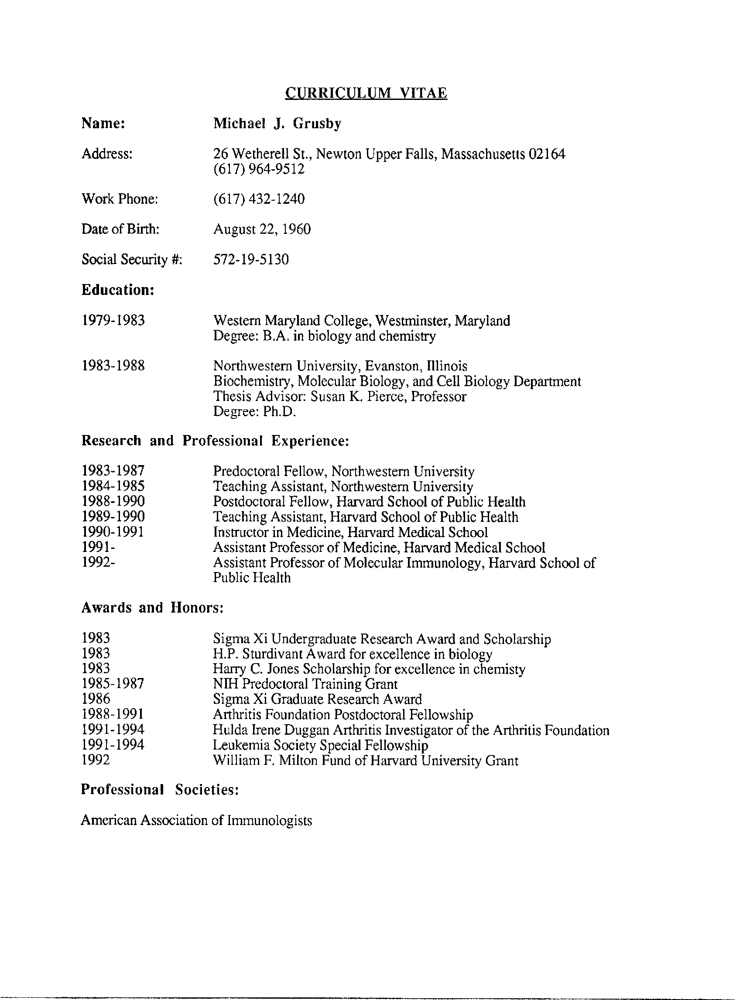 CURRICULUM VITAE
Name: Michael J. Grusby
Address: 26 Wetherell St., Newton Upper Falls, Massachusetts 02164
(617) 964-9512
Work Phone: (617) 432-1240
Date of Birth: August 22, 1960
Social Security #: 572-19-5130
Education:
1979-1983 Western Maryland College, Westminster, Maryland
Degree: B.A. in biology and chemistry
1983-1988 Northwestern University, Evanston, Illinois
Biochemistry, Molecular Biology, and Cell Biology Department
Thesis Advisor: Susan K. Pierce, Professor
Degree: Ph.D.
Research and Professional Experience:
1983-1987 Predoctoral Fellow, Northwestern University
1984-1985 Teaching Assistant, Northwestern University
1988-1990 Postdoctoral Fellow, Harvard School of Public Health
1989-1990 Teaching Assistant, Harvard School of Public Health
1990-1991 Instructor in Medicine, Harvard Medical School
1991- Assistant Professor of Medicine, Harvard Medical School
1992- Assistant Professor of Molecular Immunology, Harvard School of
Public Health
Awards and Honors:
1983 Sigma Xi Undergraduate Research Award and Scholarship
1983 H.P. Sturdivant Award for excellence in biology
1983 Harry C. Jones Scholarship for excellence in chemisty
1985-1987 NIH Predoctoral Training Grant
1986 Sigma Xi Graduate Research Award
1988-1991 Arthritis Foundation Postdoctoral Fellowship
1991-1994 Hulda Irene Duggan Arthritis Investigator of the Arthritis Foundation
1991-1994 Leukemia Society Special Fellowship
1992 William F. Milton Fund of Harvard University Grant
Professional Societies:
American Association of Immunologists